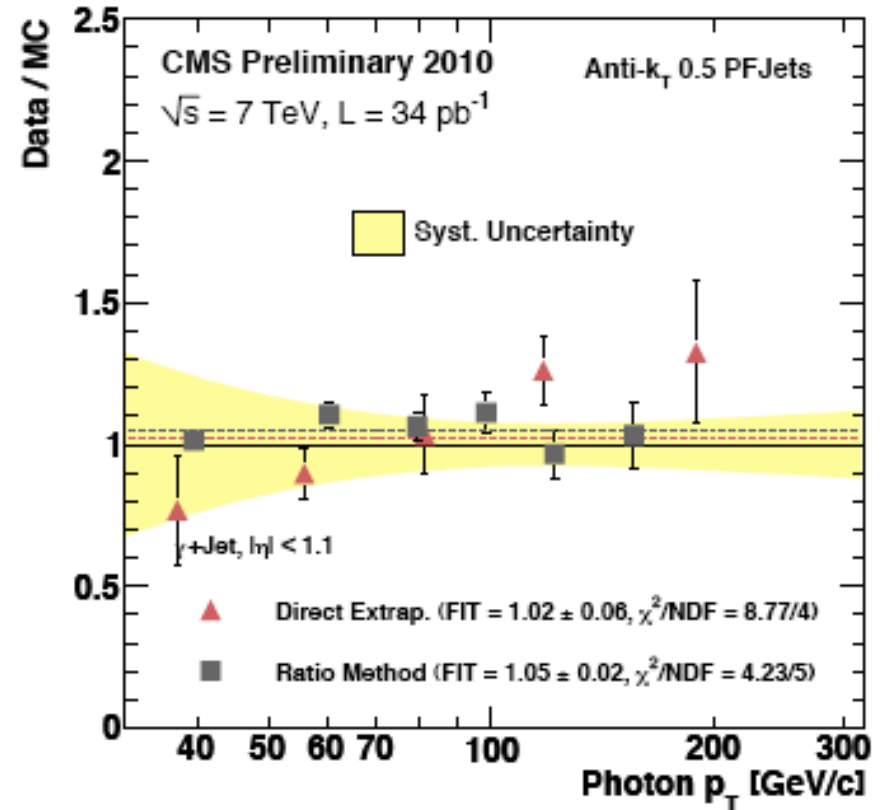 Data / MC
2.5
2
1.5
1
0.5
0
CMS Preliminary 2010
√s = 7 TeV, L = 34 pb⁻¹
Anti-k_T 0.5 PFJets
Syst. Uncertainty
γ+Jet, |η| < 1.1
Direct Extrap. (FIT = 1.02 ± 0.06, χ²/NDF = 8.77/4)
Ratio Method (FIT = 1.05 ± 0.02, χ²/NDF = 4.23/5)
40 50 60 70 100 200 300
Photon p_T [GeV/c]